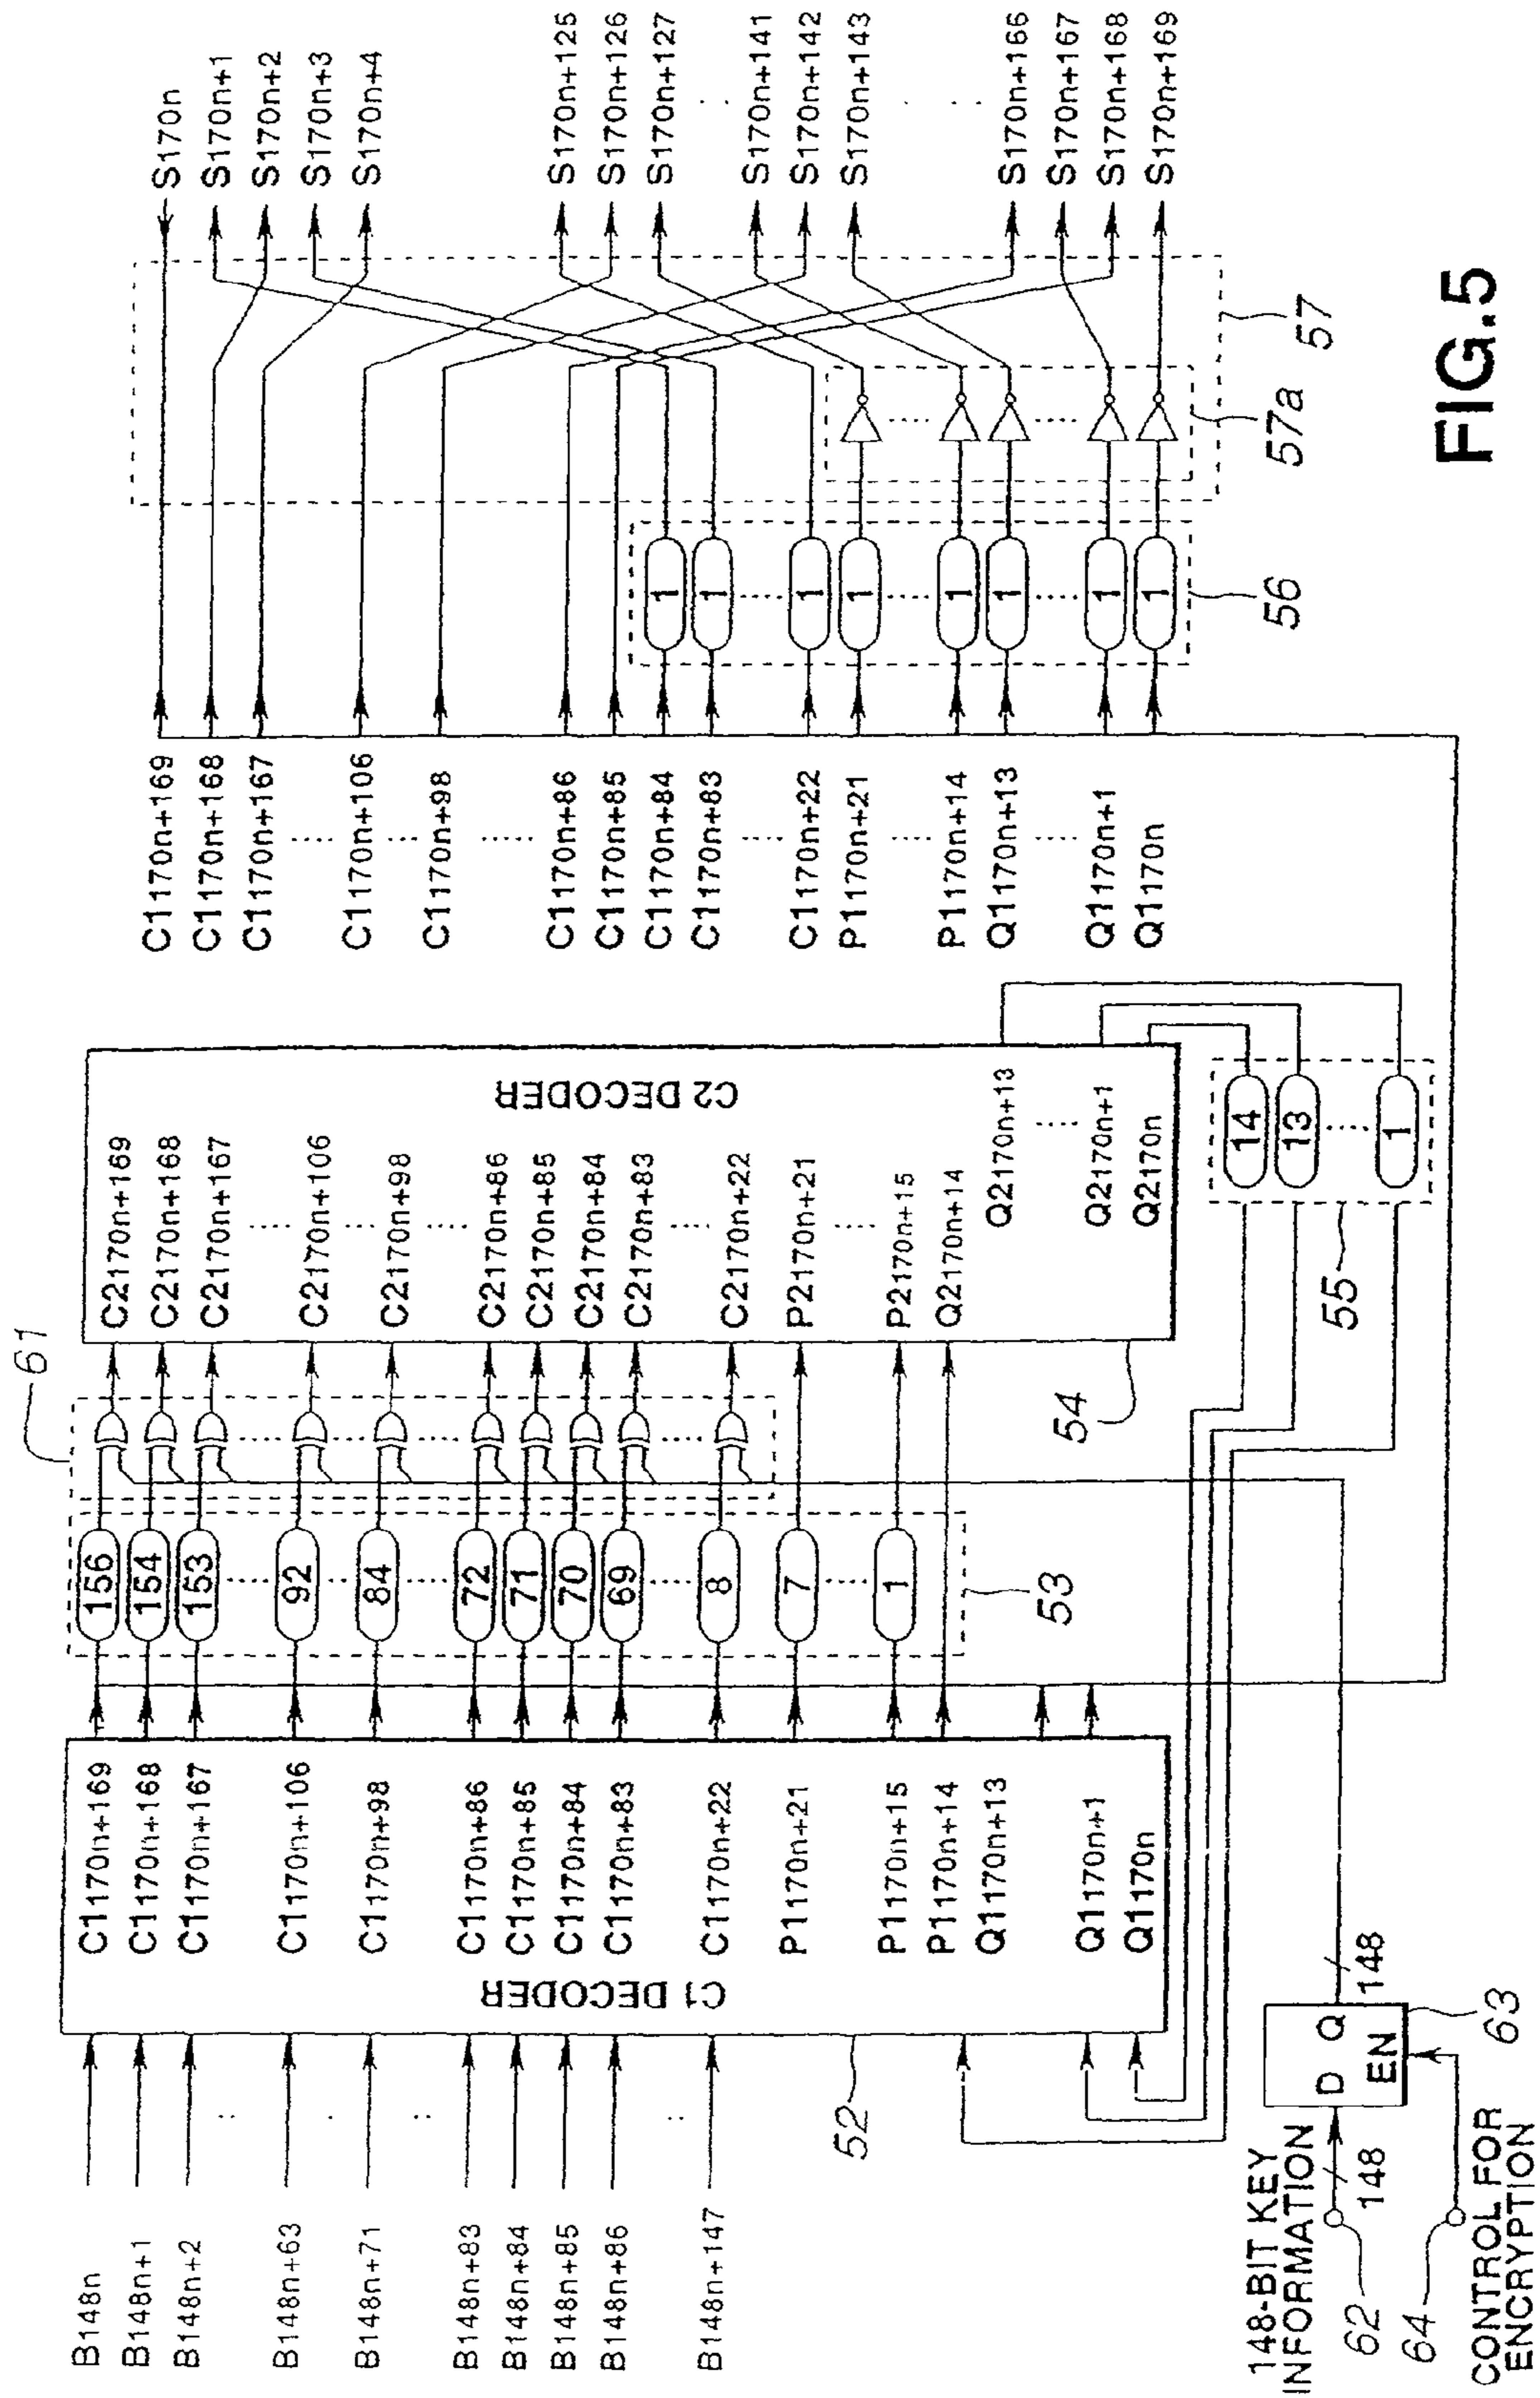 B148n
B148n+1
B148n+2
B148n+63
B148n+71
B148n+83
B148n+84
B148n+85
B148n+86
B148n+147
C1 DECODER
C1170n+169
C1170n+168
C1170n+167
C1170n+106
C1170n+98
C1170n+86
C1170n+85
C1170n+84
C1170n+83
C1170n+22
P1170n+21
P1170n+15
P1170n+14
Q1170n+13
Q1170n+1
Q1170n
52
156
154
153
92
84
72
71
70
69
8
7
1
53
61
C2170n+169
C2170n+168
C2170n+167
C2170n+106
C2170n+98
C2170n+86
C2170n+85
C2170n+84
C2170n+83
C2170n+22
P2170n+21
P2170n+15
Q2170n+14
Q2170n+13
Q2170n+1
Q2170n
C2 DECODER
54
14
13
1
55
C1170n+169
C1170n+168
C1170n+167
C1170n+106
C1170n+98
C1170n+86
C1170n+85
C1170n+84
C1170n+83
C1170n+22
P1170n+21
P1170n+14
Q1170n+13
Q1170n+1
Q1170n
1
1
1
1
1
1
1
1
56
57a
57
S170n
S170n+1
S170n+2
S170n+3
S170n+4
S170n+125
S170n+126
S170n+127
S170n+141
S170n+142
S170n+143
S170n+166
S170n+167
S170n+168
S170n+169
148-BIT KEY
INFORMATION
62
148
D Q
EN
63
148
64
CONTROL FOR
ENCRYPTION
FIG.5